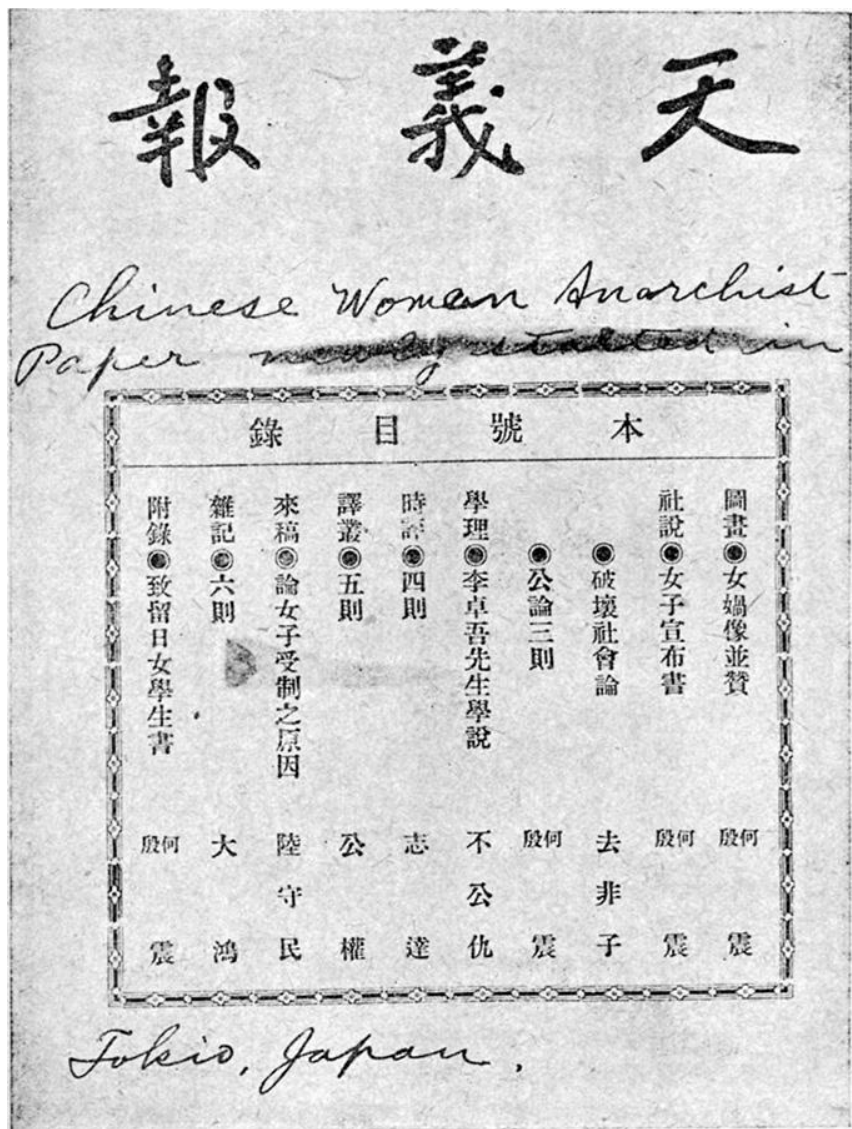 天義報
Chinese Woman Anarchist
Paper newly started in
本號目錄
圖畫◉女媧像並贊 何殷震
社說◉女子宣布書 何殷震
◉破壞社會論 去非子
◉公論三則 何殷震
學理◉李卓吾先生學說 不公仇
時評◉四則 志達
譯叢◉五則 公權
來稿◉論女子受制之原因 陸守民
雜記◉六則 大鴻
附錄◉致留日女學生書 何殷震
Tokio, Japan.